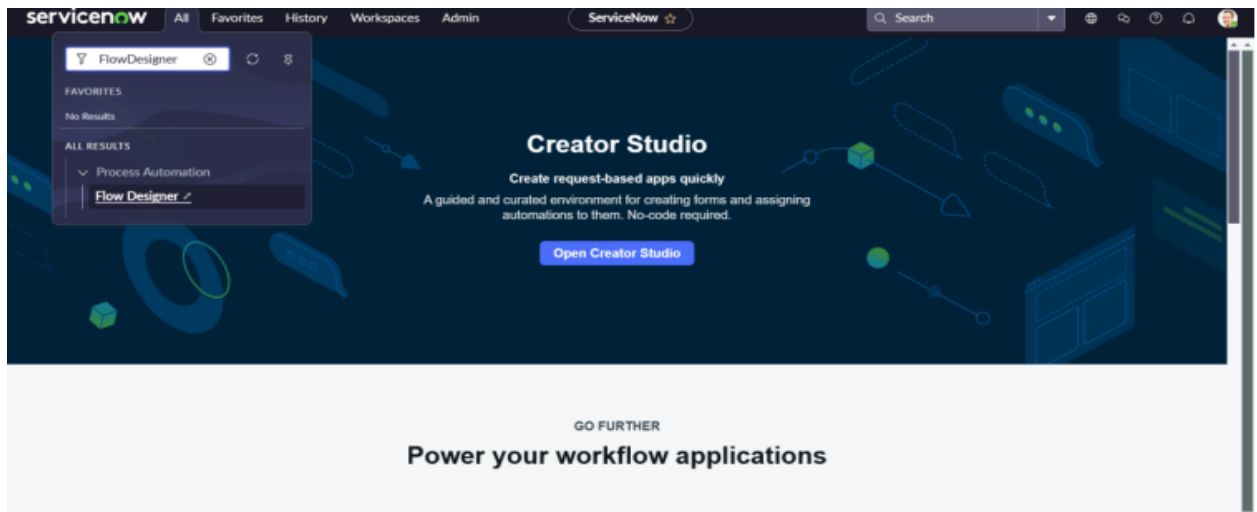 servicenow All Favorites History Workspaces Admin ServiceNow Search
FlowDesigner
FAVORITES
No Results
ALL RESULTS
Process Automation
Flow Designer
Creator Studio
Create request-based apps quickly
A guided and curated environment for creating forms and assigning
automations to them. No-code required.
Open Creator Studio
GO FURTHER
Power your workflow applications